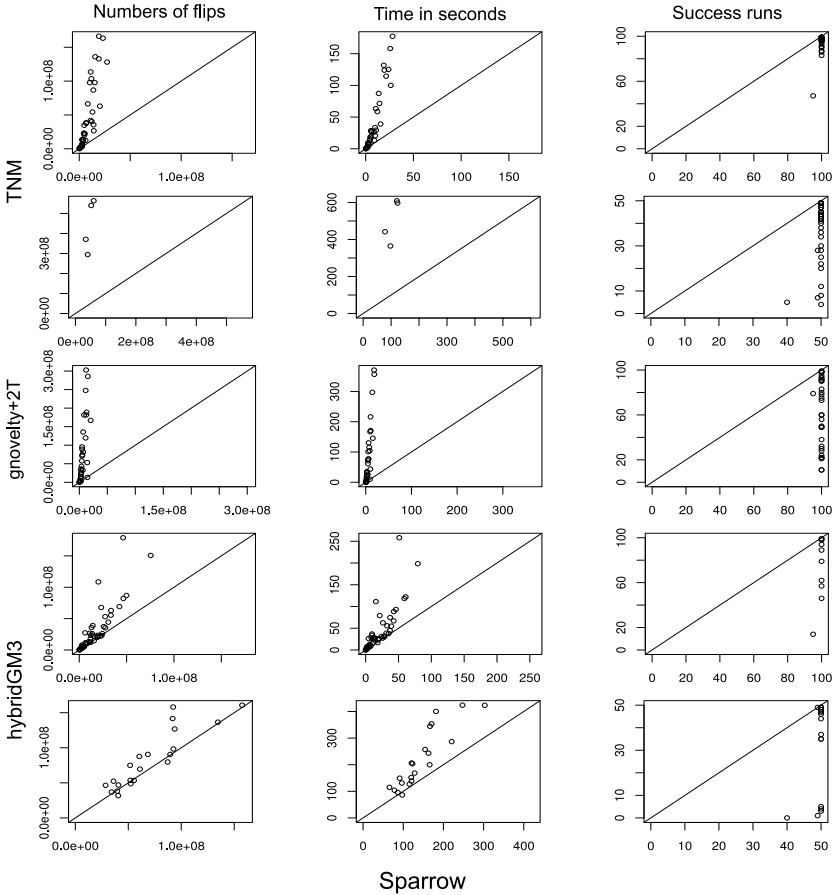 Numbers of flips
Time in seconds
Success runs
TNM
0.0e+00 1.0e+08
0.0e+00 1.0e+08
0 50 100 150
0 50 100 150
0 20 60 100
0 20 40 60 80 100
0e+00 3e+08
0e+00 2e+08 4e+08
0 200 400 600
0 100 300 500
10 30 50
0 10 20 30 40 50
gnovelty+2T
0.0e+00 1.5e+08 3.0e+08
0.0e+00 1.5e+08 3.0e+08
0 100 200 300
0 100 300
10 60 100
0 20 40 60 80 100
hybridGM3
0.0e+00 1.0e+08
0.0e+00 1.0e+08
0 50 150 250
0 50 100 150 200 250
20 60 100
0 20 40 60 80 100
0.0e+00 1.0e+08
0.0e+00 1.0e+08
0 100 200 300 400
0 100 200 300 400
0 10 30 50
0 10 20 30 40 50
Sparrow